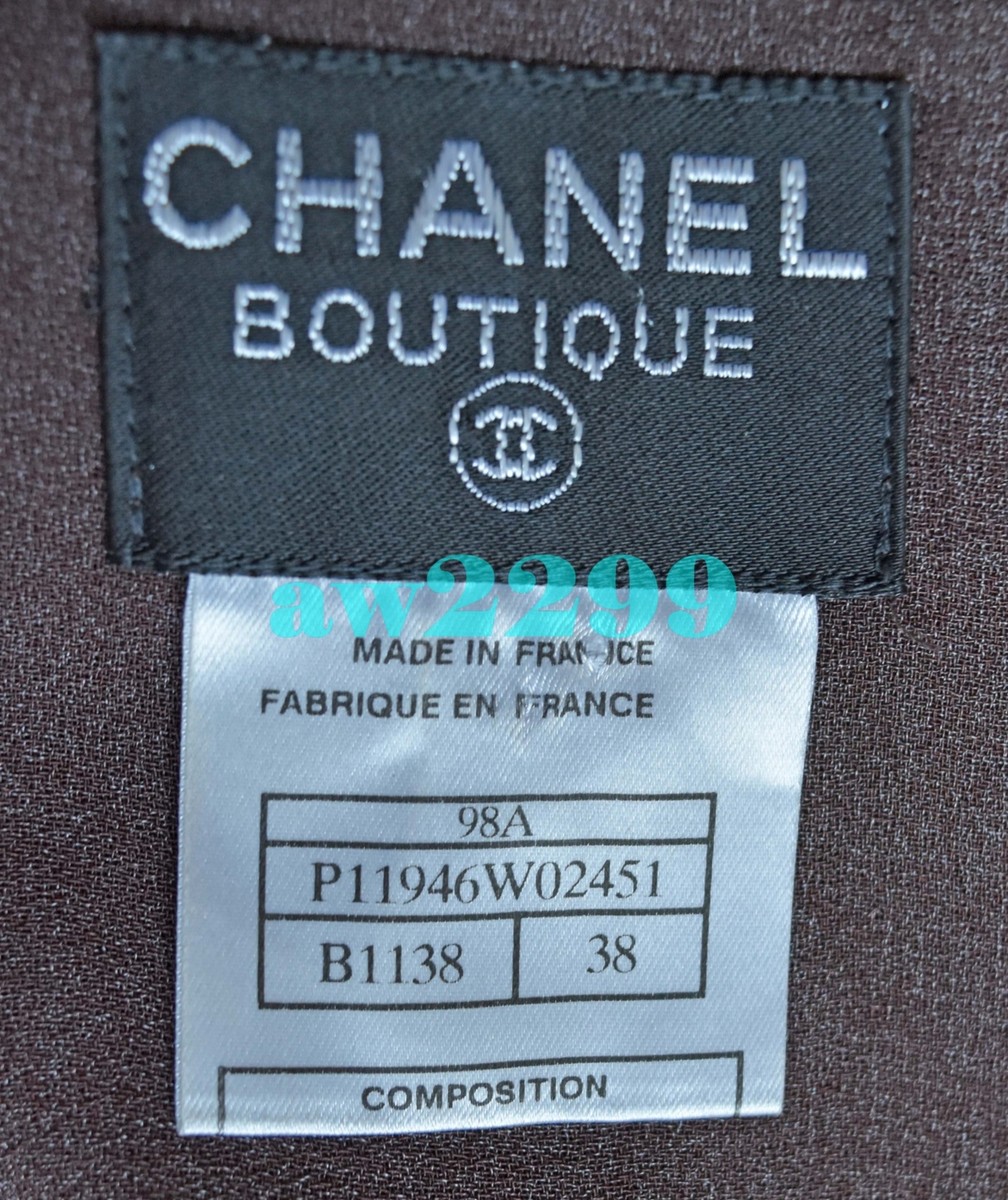 CHANEL
BOUTIQUE
aw2299
MADE IN FRANCE
FABRIQUE EN FRANCE
98A
P11946W02451
B1138 38
COMPOSITION